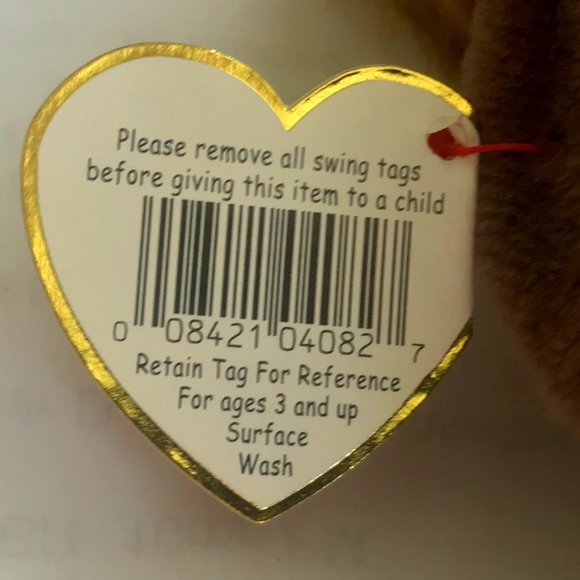 Please remove all swing tags
before giving this item to a child
0 08421 04082 7
Retain Tag For Reference
For ages 3 and up
Surface
Wash